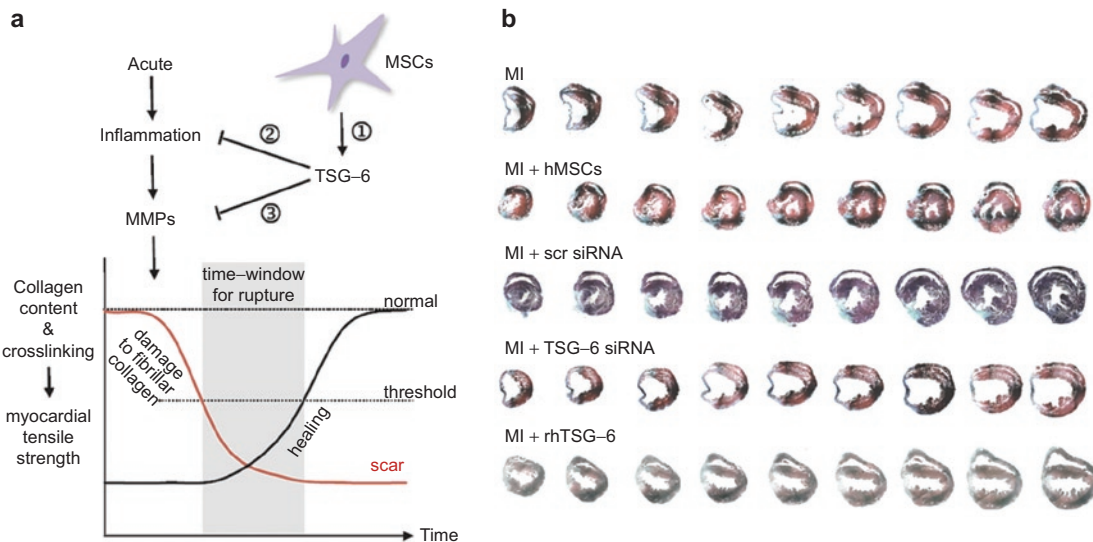 a
MSCs
Acute
①
Inflammation
②
TSG–6
③
MMPs
time–window
for rupture
normal
Collagen
content
&
crosslinking
damage
to fibrillar
collagen
threshold
myocardial
tensile
strength
healing
scar
Time
b
MI
MI + hMSCs
MI + scr siRNA
MI + TSG–6 siRNA
MI + rhTSG–6